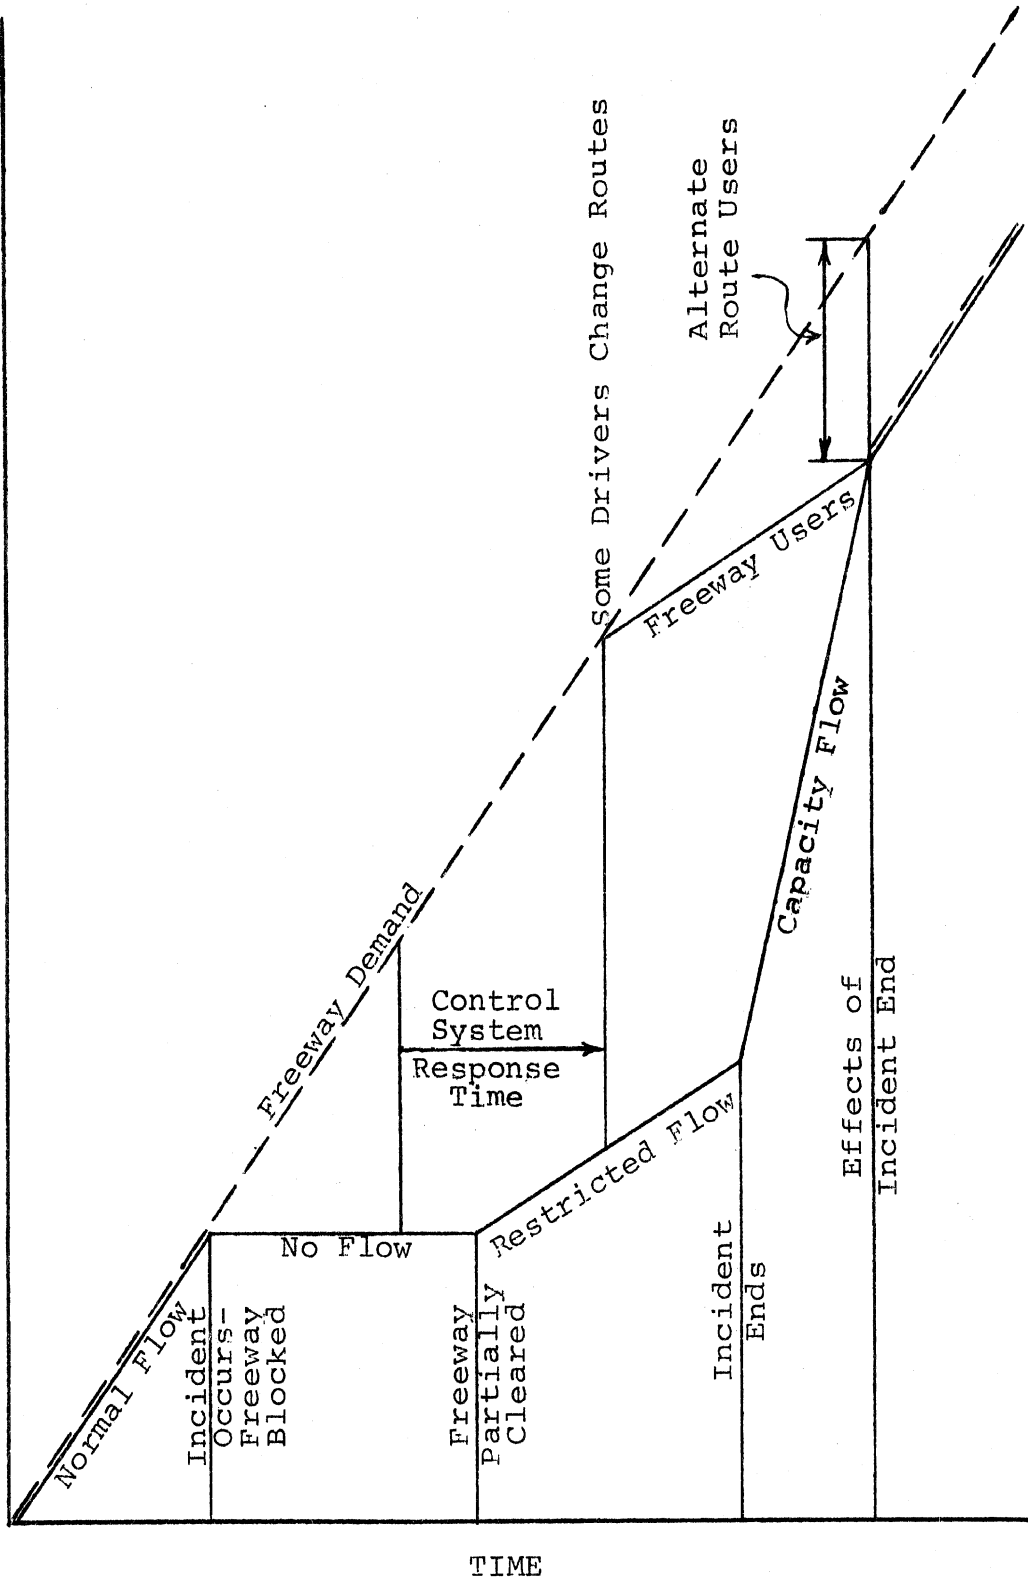 Some Drivers Change Routes
Alternate
Route Users
Freeway Users
Capacity Flow
Freeway Demand
Control
System
Response
Time
Effects of
Incident End
Restricted Flow
No Flow
Normal Flow
Incident
Occurs-
Freeway
Blocked
Freeway
Partially
Cleared
Incident
Ends
TIME